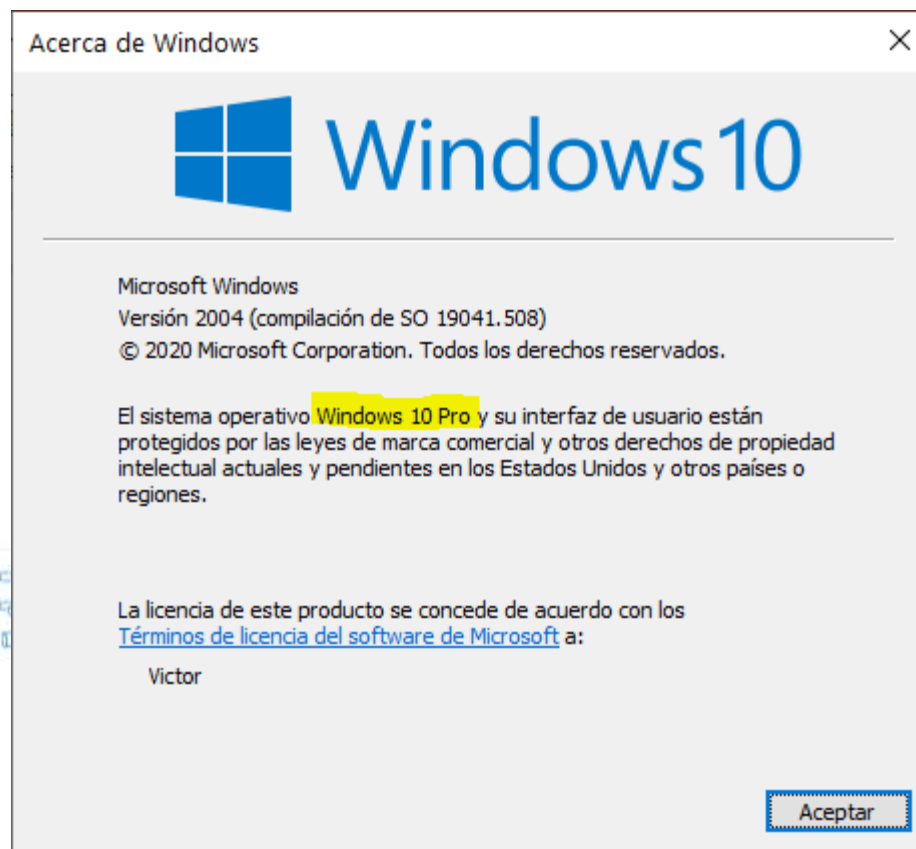 Acerca de Windows
Windows 10
Microsoft Windows
Versión 2004 (compilación de SO 19041.508)
© 2020 Microsoft Corporation. Todos los derechos reservados.
El sistema operativo Windows 10 Pro y su interfaz de usuario están
protegidos por las leyes de marca comercial y otros derechos de propiedad
intelectual actuales y pendientes en los Estados Unidos y otros países o
regiones.
La licencia de este producto se concede de acuerdo con los
Términos de licencia del software de Microsoft a:
Victor
Aceptar